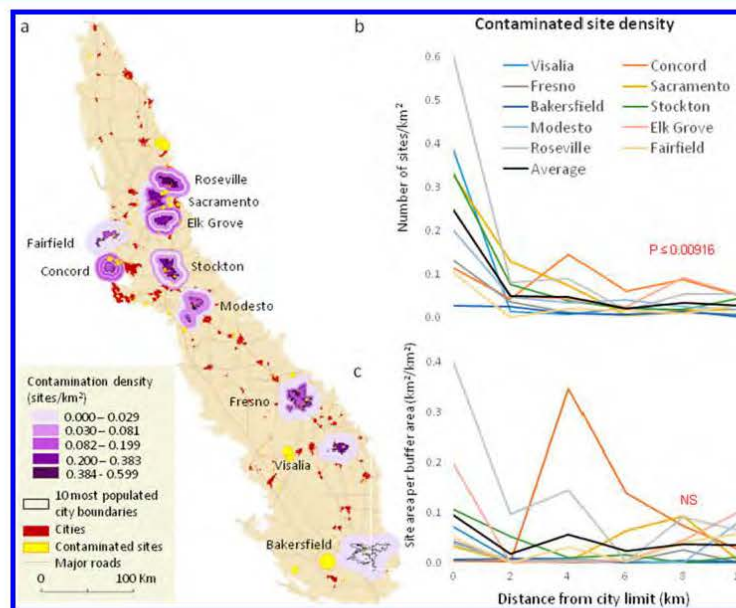 a
Roseville
Sacramento
Elk Grove
Fairfield
Concord
Stockton
Modesto
Fresno
Visalia
Bakersfield
Contamination density
(sites/km²)
0.000 – 0.029
0.030 – 0.081
0.082 – 0.199
0.200 – 0.383
0.384 – 0.599
10 most populated
city boundaries
Cities
Contaminated sites
Major roads
0 100 Km
b Contaminated site density
Number of sites/km²
0.6
0.5
0.4
0.3
0.2
0.1
0.0
Visalia Concord
Fresno Sacramento
Bakersfield Stockton
Modesto Elk Grove
Roseville Fairfield
Average
P ≤ 0.00916
c
Site area per buffer area (km²/km²)
0.4
0.3
0.2
0.1
0.0
NS
0 2 4 6 8
Distance from city limit (km)